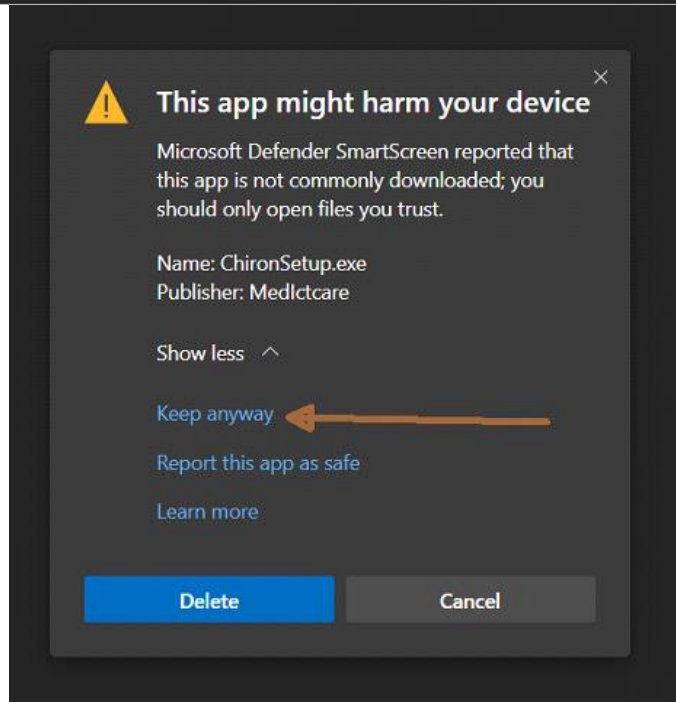 This app might harm your device
Microsoft Defender SmartScreen reported that
this app is not commonly downloaded; you
should only open files you trust.
Name: ChironSetup.exe
Publisher: MedIctcare
Show less
Keep anyway
Report this app as safe
Learn more
Delete
Cancel